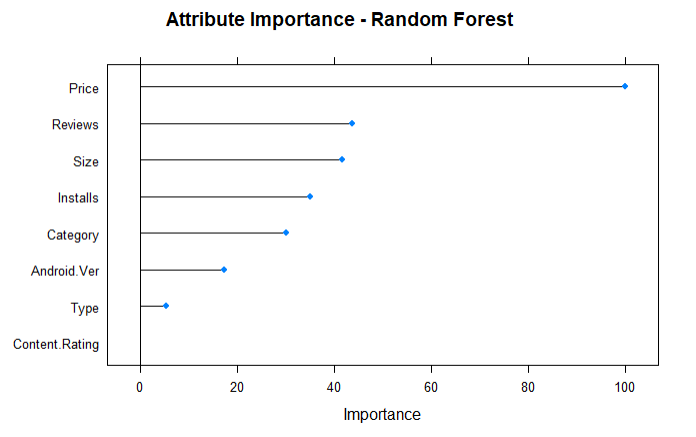 Attribute Importance - Random Forest
Price
Reviews
Size
Installs
Category
Android.Ver
Type
Content.Rating
0 20 40 60 80 100
Importance